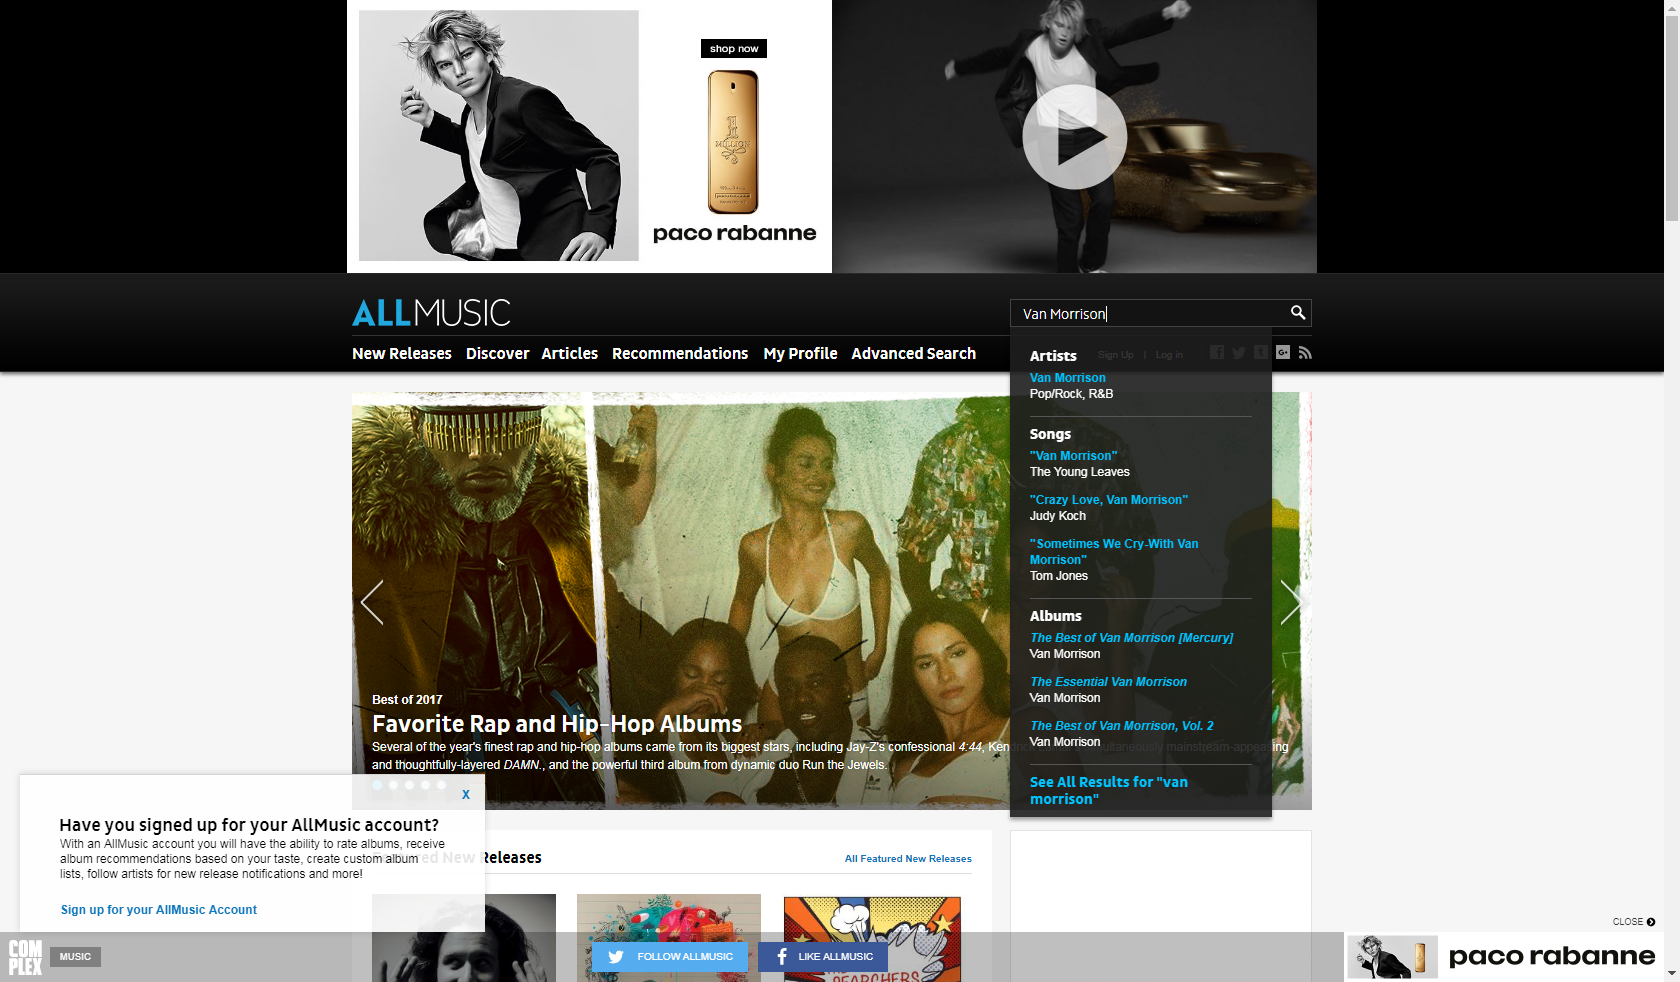 shop now
1
MILLION
paco rabanne
ALLMUSIC
Van Morrison
New Releases
Discover
Articles
Recommendations
My Profile
Advanced Search
Sign Up | Log in
Artists
Van Morrison
Pop/Rock, R&B
Songs
"Van Morrison"
The Young Leaves
"Crazy Love, Van Morrison"
Judy Koch
"Sometimes We Cry-With Van
Morrison"
Tom Jones
Albums
The Best of Van Morrison [Mercury]
Van Morrison
The Essential Van Morrison
Van Morrison
The Best of Van Morrison, Vol. 2
Van Morrison
See All Results for "van
morrison"
Best of 2017
Favorite Rap and Hip-Hop Albums
Several of the year's finest rap and hip-hop albums came from its biggest stars, including Jay-Z's confessional 4:44, mainstream-appearing
and thoughtfully-layered DAMN., and the powerful third album from dynamic duo Run the Jewels.
X
Have you signed up for your AllMusic account?
With an AllMusic account you will have the ability to rate albums, receive
album recommendations based on your taste, create custom album
lists, follow artists for new release notifications and more!
Sign up for your AllMusic Account
Featured New Releases
All Featured New Releases
CLOSE
COM
PLEX
MUSIC
FOLLOW ALLMUSIC
LIKE ALLMUSIC
SEARCHERS
paco rabanne